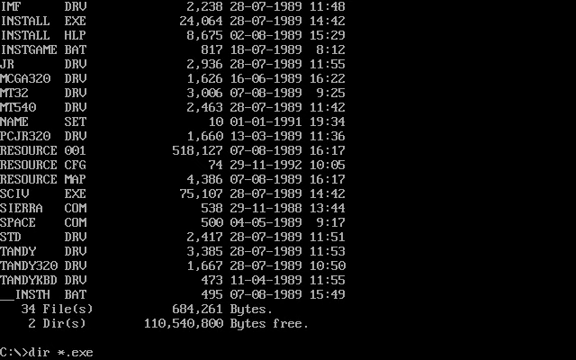 IMF      DRV             2,238 28-07-1989 11:48
INSTALL  EXE            24,064 28-07-1989 14:42
INSTALL  HLP             8,675 02-08-1989 15:29
INSTGAME BAT               817 18-07-1989  8:12
JR       DRV             2,936 28-07-1989 11:55
MCGA320  DRV             1,626 16-06-1989 16:22
MT32     DRV             3,006 07-08-1989  9:25
MT540    DRV             2,463 28-07-1989 11:42
NAME     SET                10 01-01-1991 19:34
PCJR320  DRV             1,660 13-03-1989 11:36
RESOURCE 001           518,127 07-08-1989 16:17
RESOURCE CFG                74 29-11-1992 10:05
RESOURCE MAP             4,386 07-08-1989 16:17
SCIV     EXE            75,107 28-07-1989 14:42
SIERRA   COM               538 29-11-1988 13:44
SPACE    COM               500 04-05-1989  9:17
STD      DRV             2,417 28-07-1989 11:51
TANDY    DRV             3,385 28-07-1989 11:53
TANDY320 DRV             1,667 28-07-1989 10:50
TANDYKBD DRV               473 11-04-1989 11:55
__INSTH  BAT               495 07-08-1989 15:49
   34 File(s)          684,261 Bytes.
    2 Dir(s)       110,540,800 Bytes free.
C:\>dir *.exe